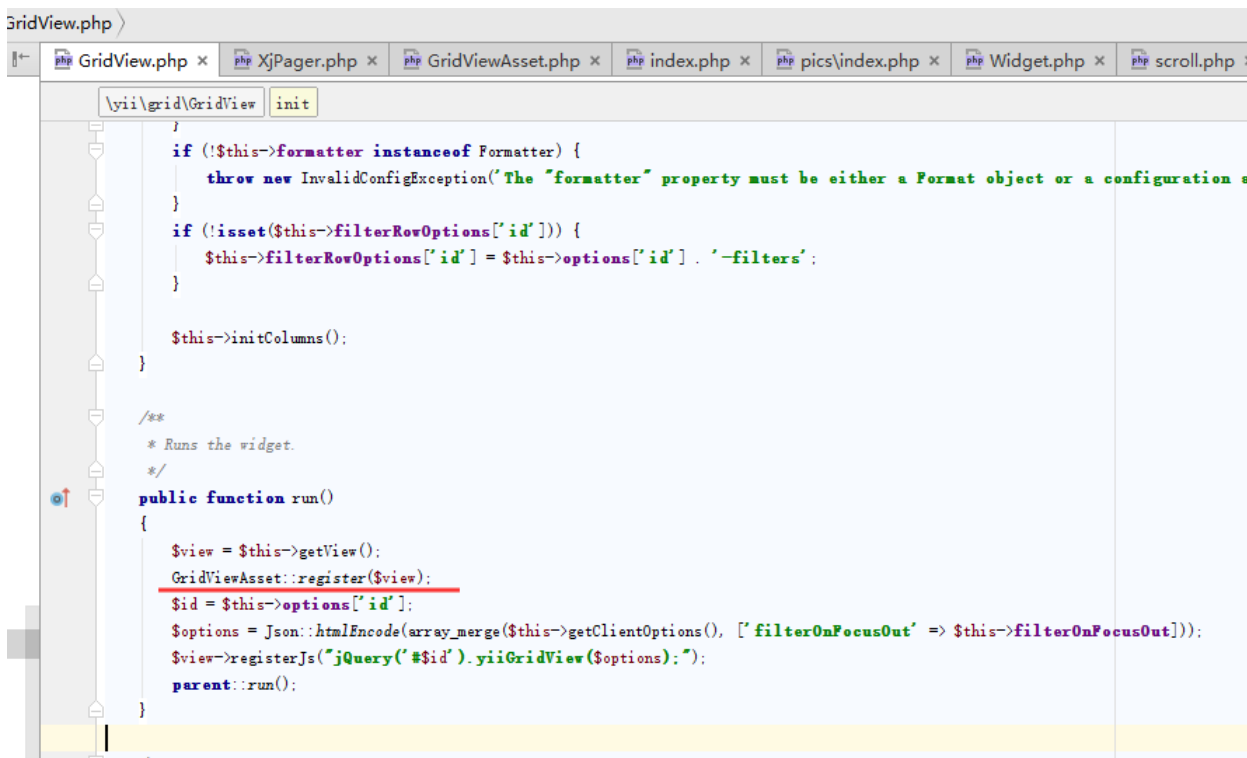 GridView.php
GridView.php × XjPager.php × GridViewAsset.php × index.php × pics\index.php × Widget.php × scroll.php
\yii\grid\GridView init
}
if (!$this->formatter instanceof Formatter) {
throw new InvalidConfigException('The "formatter" property must be either a Format object or a configuration a
}
if (!isset($this->filterRowOptions['id'])) {
$this->filterRowOptions['id'] = $this->options['id'] . '-filters';
}
$this->initColumns();
}
/**
* Runs the widget.
*/
public function run()
{
$view = $this->getView();
GridViewAsset::register($view);
$id = $this->options['id'];
$options = Json::htmlEncode(array_merge($this->getClientOptions(), ['filterOnFocusOut' => $this->filterOnFocusOut]));
$view->registerJs("jQuery('#$id').yiiGridView($options);");
parent::run();
}